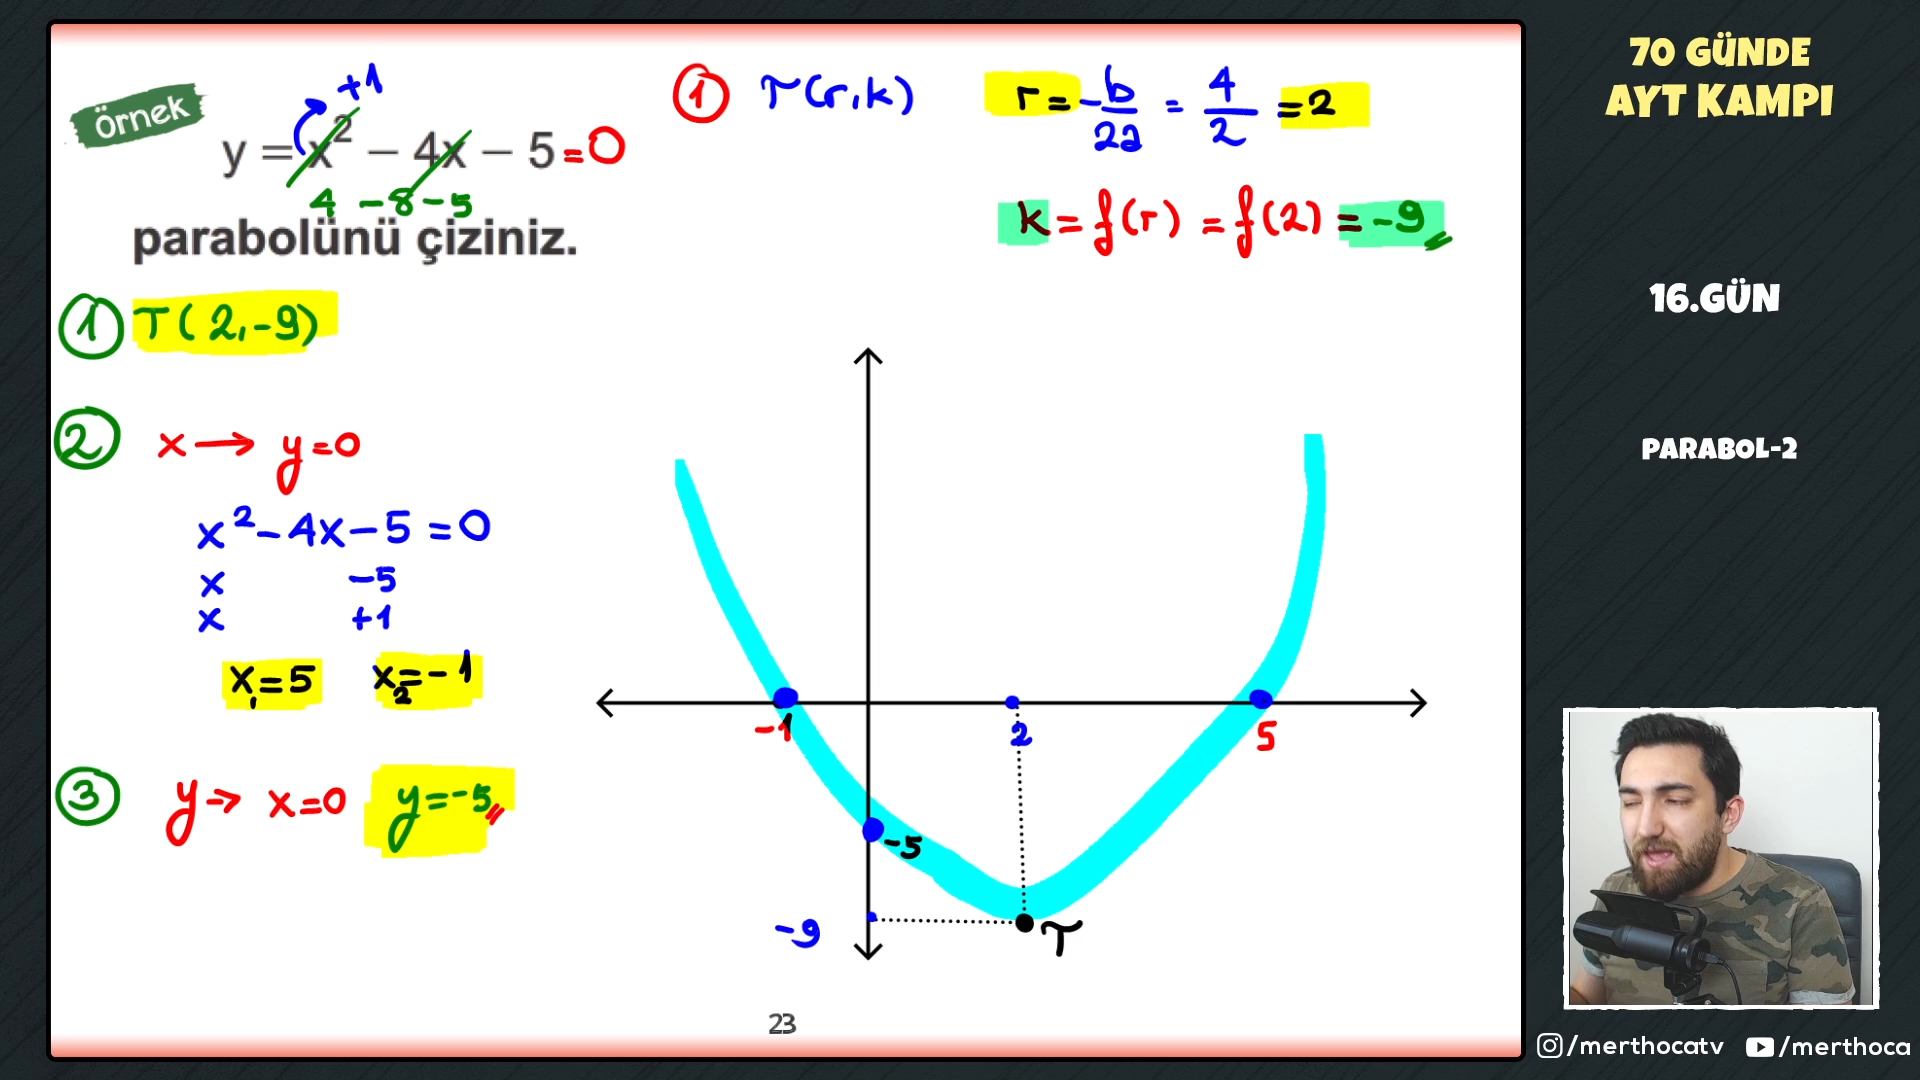 Örnek
+1
y = x² − 4x − 5 = 0
4 − 8 − 5
parabolünü çiziniz.
① T(r,k)
r = -b/2a = 4/2 = 2
k = f(r) = f(2) = -9
① T(2,-9)
② x → y=0
x² - 4x - 5 = 0
x -5
x +1
x₁=5 x₂=-1
③ y → x=0 y=-5
-1
2
5
-5
-9
T
23
70 GÜNDE
AYT KAMPI
16.GÜN
PARABOL-2
/merthocatv /merthoca